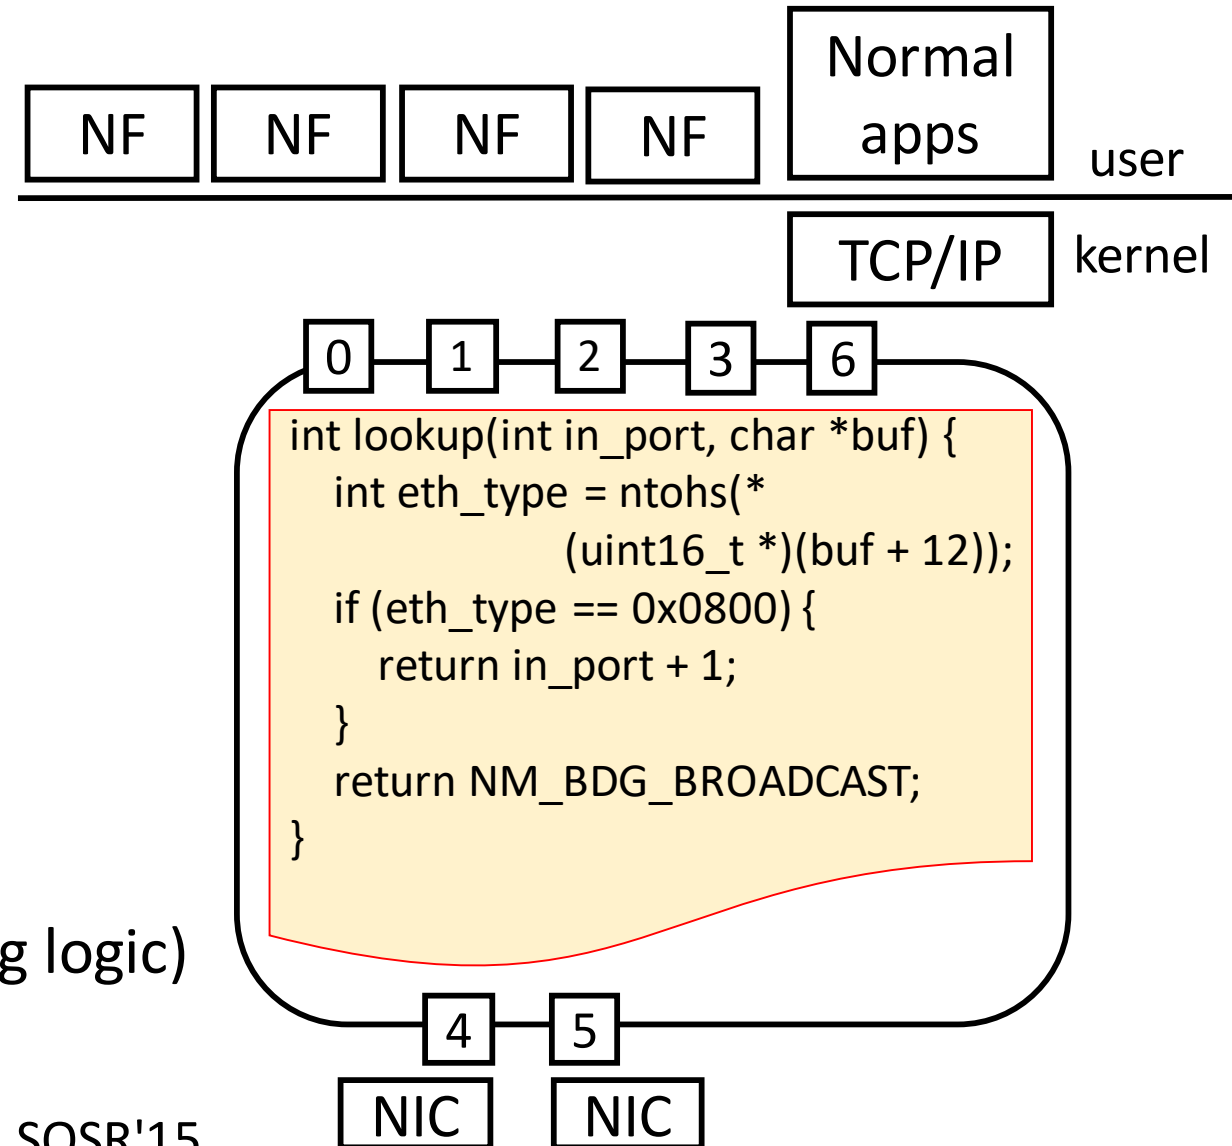 Normal
apps
NF
NF
NF
NF
user
TCP/IP
kernel
0
1
2
3
6
int lookup(int in_port, char *buf) {
int eth_type = ntohs(*
(uint16_t *)(buf + 12));
if (eth_type == 0x0800) {
return in_port + 1;
}
return NM_BDG_BROADCAST;
}
g logic)
4
5
NIC
NIC
SOSR'15